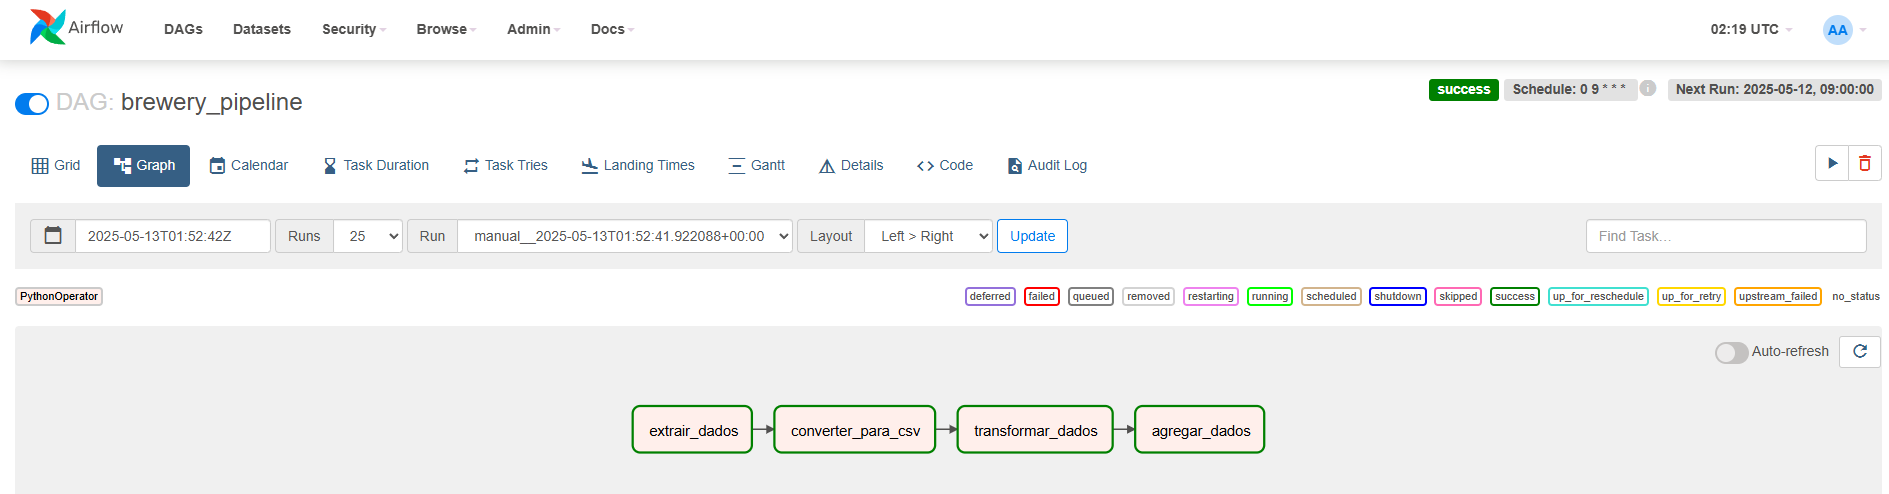 Airflow DAGs Datasets Security Browse Admin Docs 02:19 UTC AA
DAG: brewery_pipeline success Schedule: 0 9 * * * i Next Run: 2025-05-12, 09:00:00
Grid Graph Calendar Task Duration Task Tries Landing Times Gantt Details Code Audit Log
2025-05-13T01:52:42Z Runs 25 Run manual__2025-05-13T01:52:41.922088+00:00 Layout Left > Right Update Find Task...
PythonOperator deferred failed queued removed restarting running scheduled shutdown skipped success up_for_reschedule up_for_retry upstream_failed no_status
Auto-refresh
extrair_dados converter_para_csv transformar_dados agregar_dados